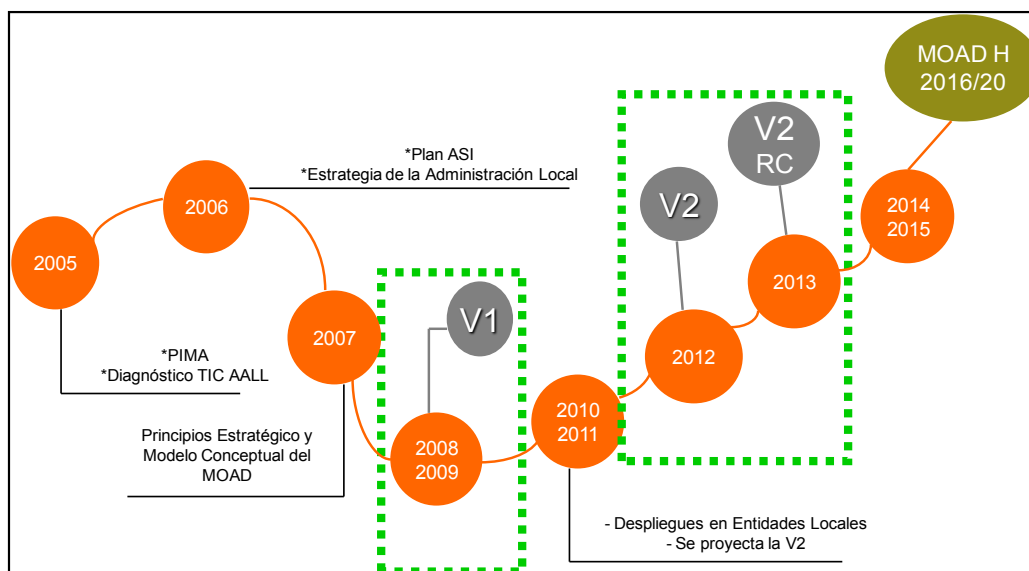 MOAD H
2016/20
V2
RC
*Plan ASI
*Estrategia de la Administración Local
2006
V2
2014
2015
2005
2013
V1
2007
2012
*PIMA
*Diagnóstico TIC AALL
2010
2011
Principios Estratégico y
Modelo Conceptual del
MOAD
2008
2009
- Despliegues en Entidades Locales
- Se proyecta la V2